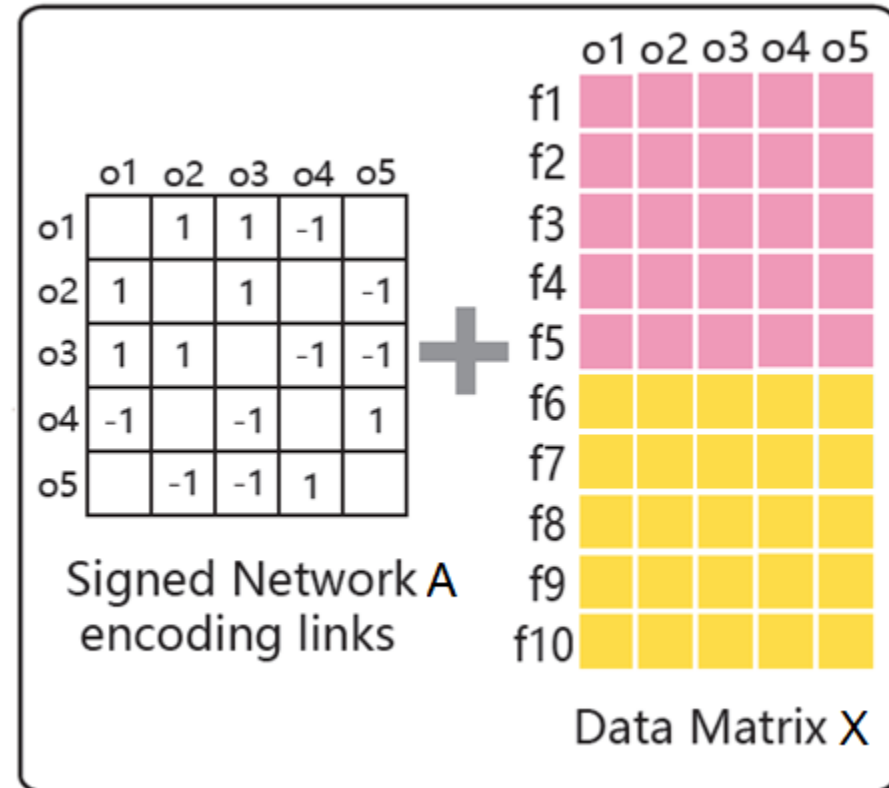 o1 o2 o3 o4 o5
o1 1 1 -1
o2 1 1 -1
o3 1 1 -1 -1
o4 -1 -1 1
o5 -1 -1 1
Signed Network A
encoding links
o1 o2 o3 o4 o5
f1
f2
f3
f4
f5
f6
f7
f8
f9
f10
Data Matrix X